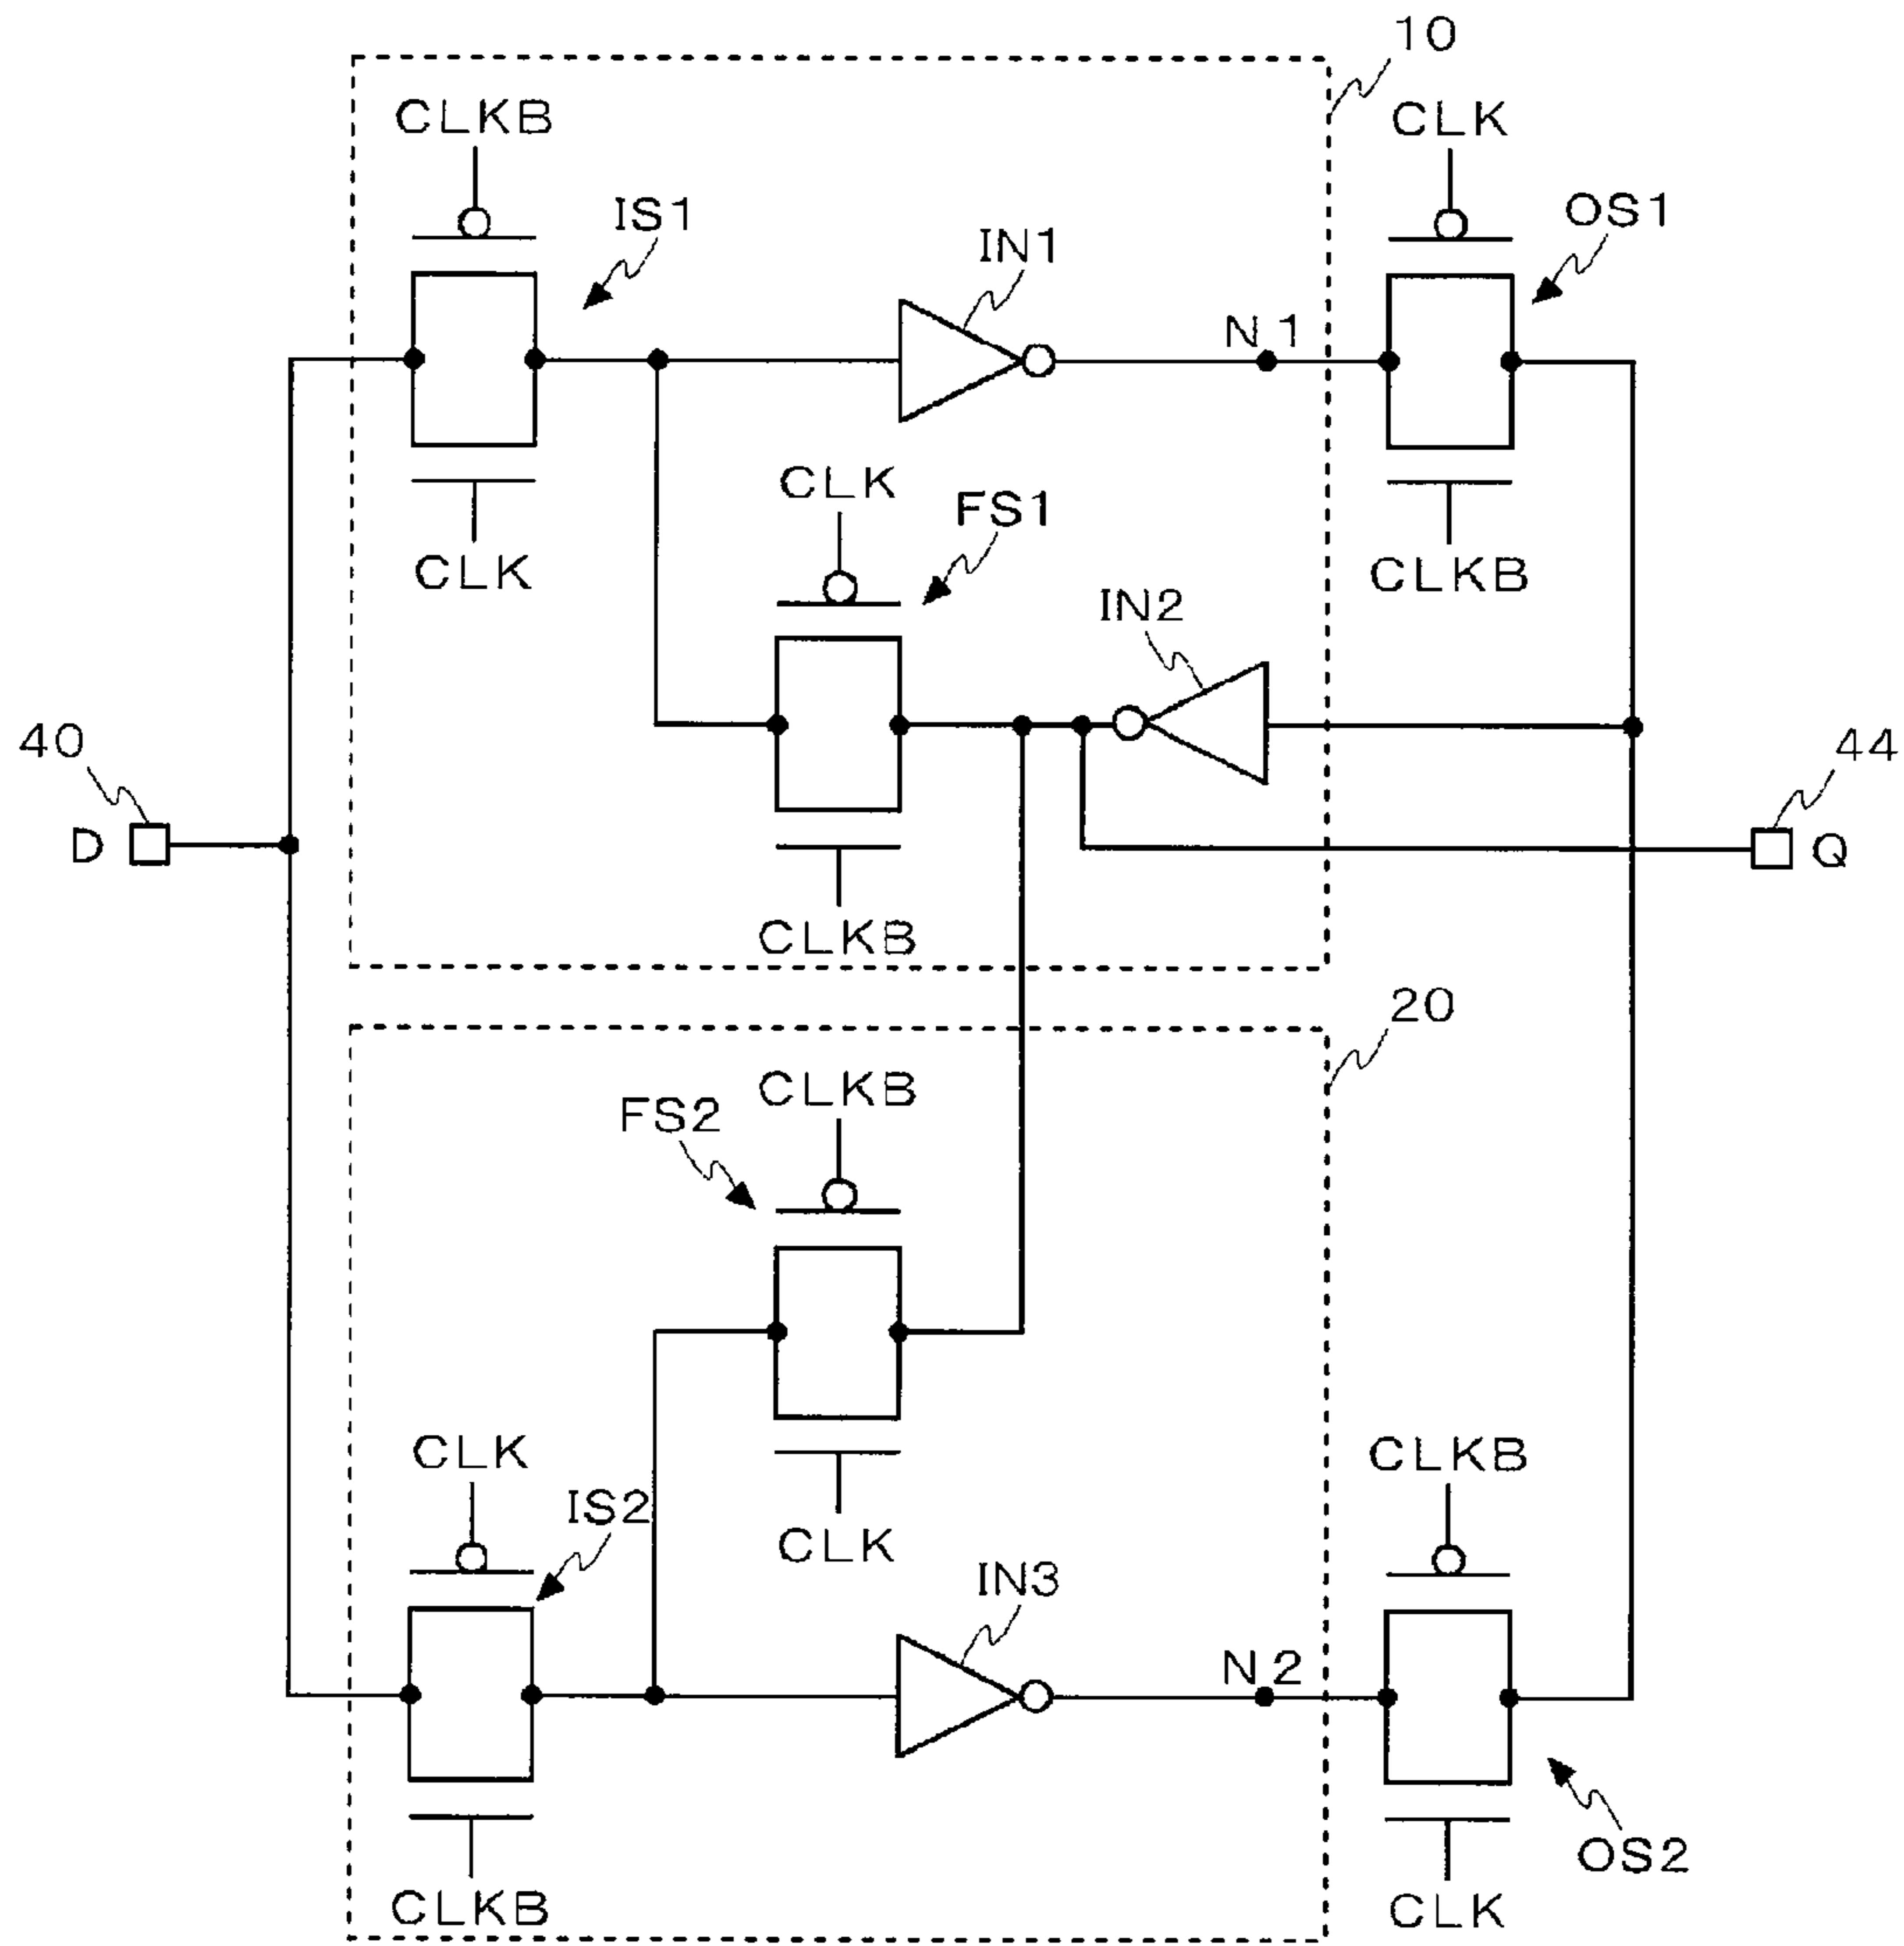 10
CLKB
CLK
IS1
OS1
IN1
N1
CLK
FS1
CLK
CLKB
IN2
40
44
D
Q
CLKB
20
CLKB
FS2
CLK
CLKB
IS2
CLK
IN3
N2
OS2
CLKB
CLK